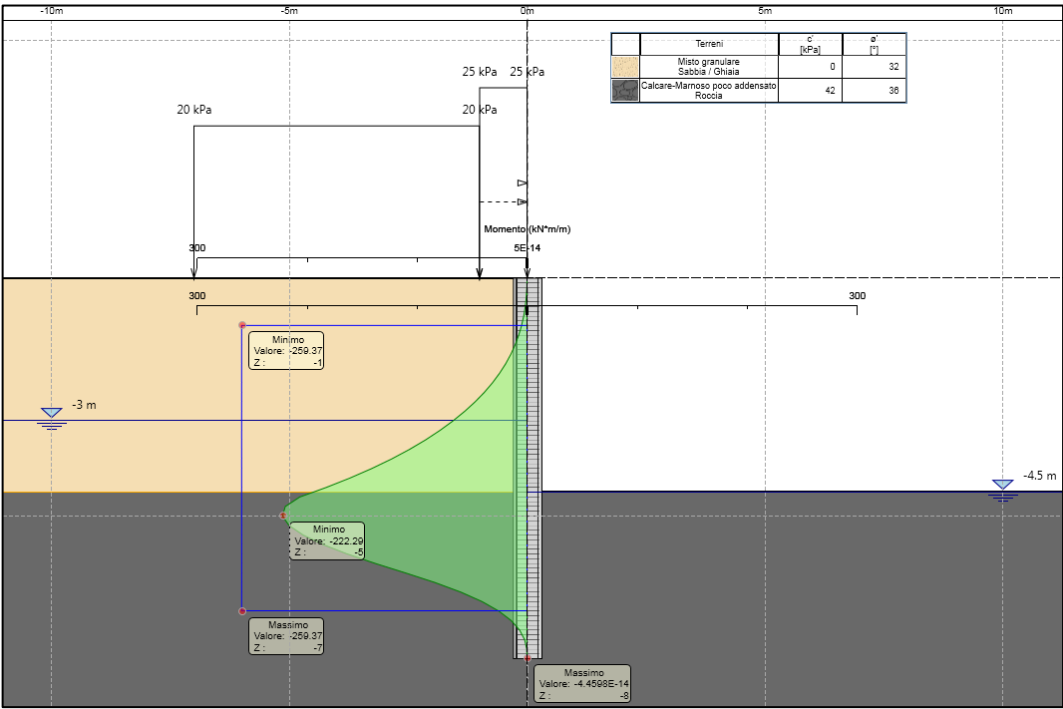 -10m -5m 0m 5m 10m
Terreni c' [kPa] ø' [°]
Misto granulare
Sabbia / Ghiaia 0 32
Calcare-Marnoso poco addensato
Roccia 42 36
25 kPa 25 kPa
20 kPa 20 kPa
Momento (kN*m/m)
300 5E-14
300 300
Minimo
Valore: -259.37
Z : -1
-3 m
-4.5 m
Minimo
Valore: -222.29
Z : -5
Massimo
Valore: -259.37
Z : -7
Massimo
Valore: -4.4598E-14
Z : -8